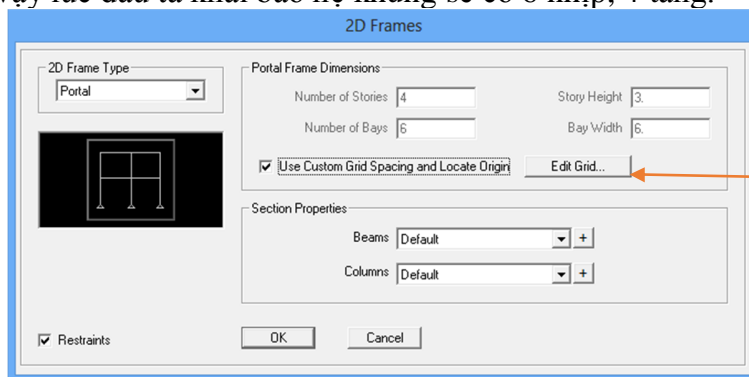 2D Frames
2D Frame Type
Portal
Portal Frame Dimensions
Number of Stories 4 Story Height 3.
Number of Bays 6 Bay Width 6.
Use Custom Grid Spacing and Locate Origin Edit Grid...
Section Properties
Beams Default +
Columns Default +
Restraints OK Cancel